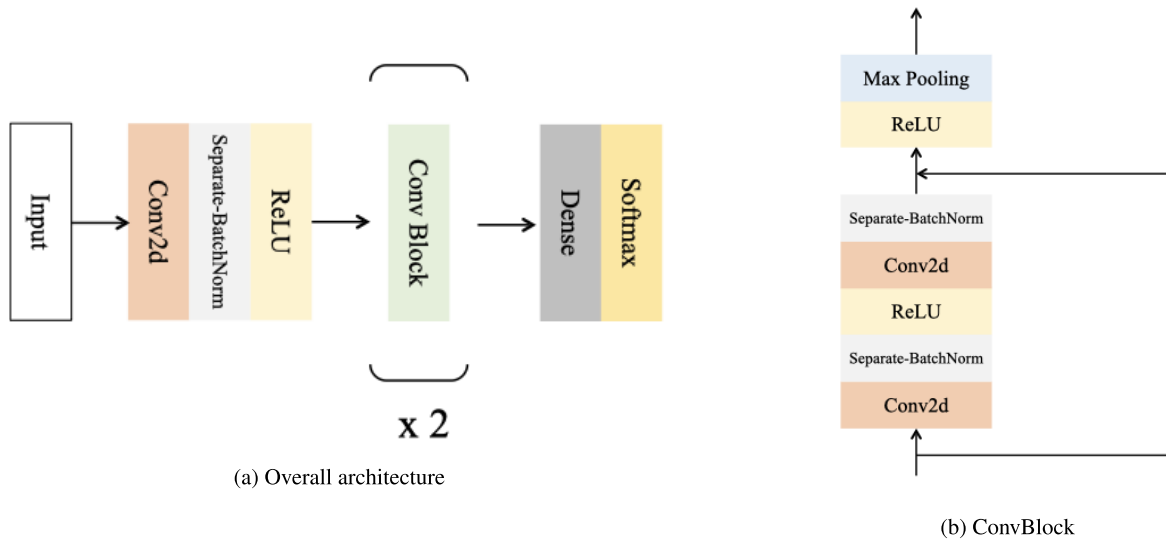 Input
Conv2d
Separate-BatchNorm
ReLU
Conv Block
x 2
Dense
Softmax
(a) Overall architecture
Max Pooling
ReLU
Separate-BatchNorm
Conv2d
ReLU
Separate-BatchNorm
Conv2d
(b) ConvBlock